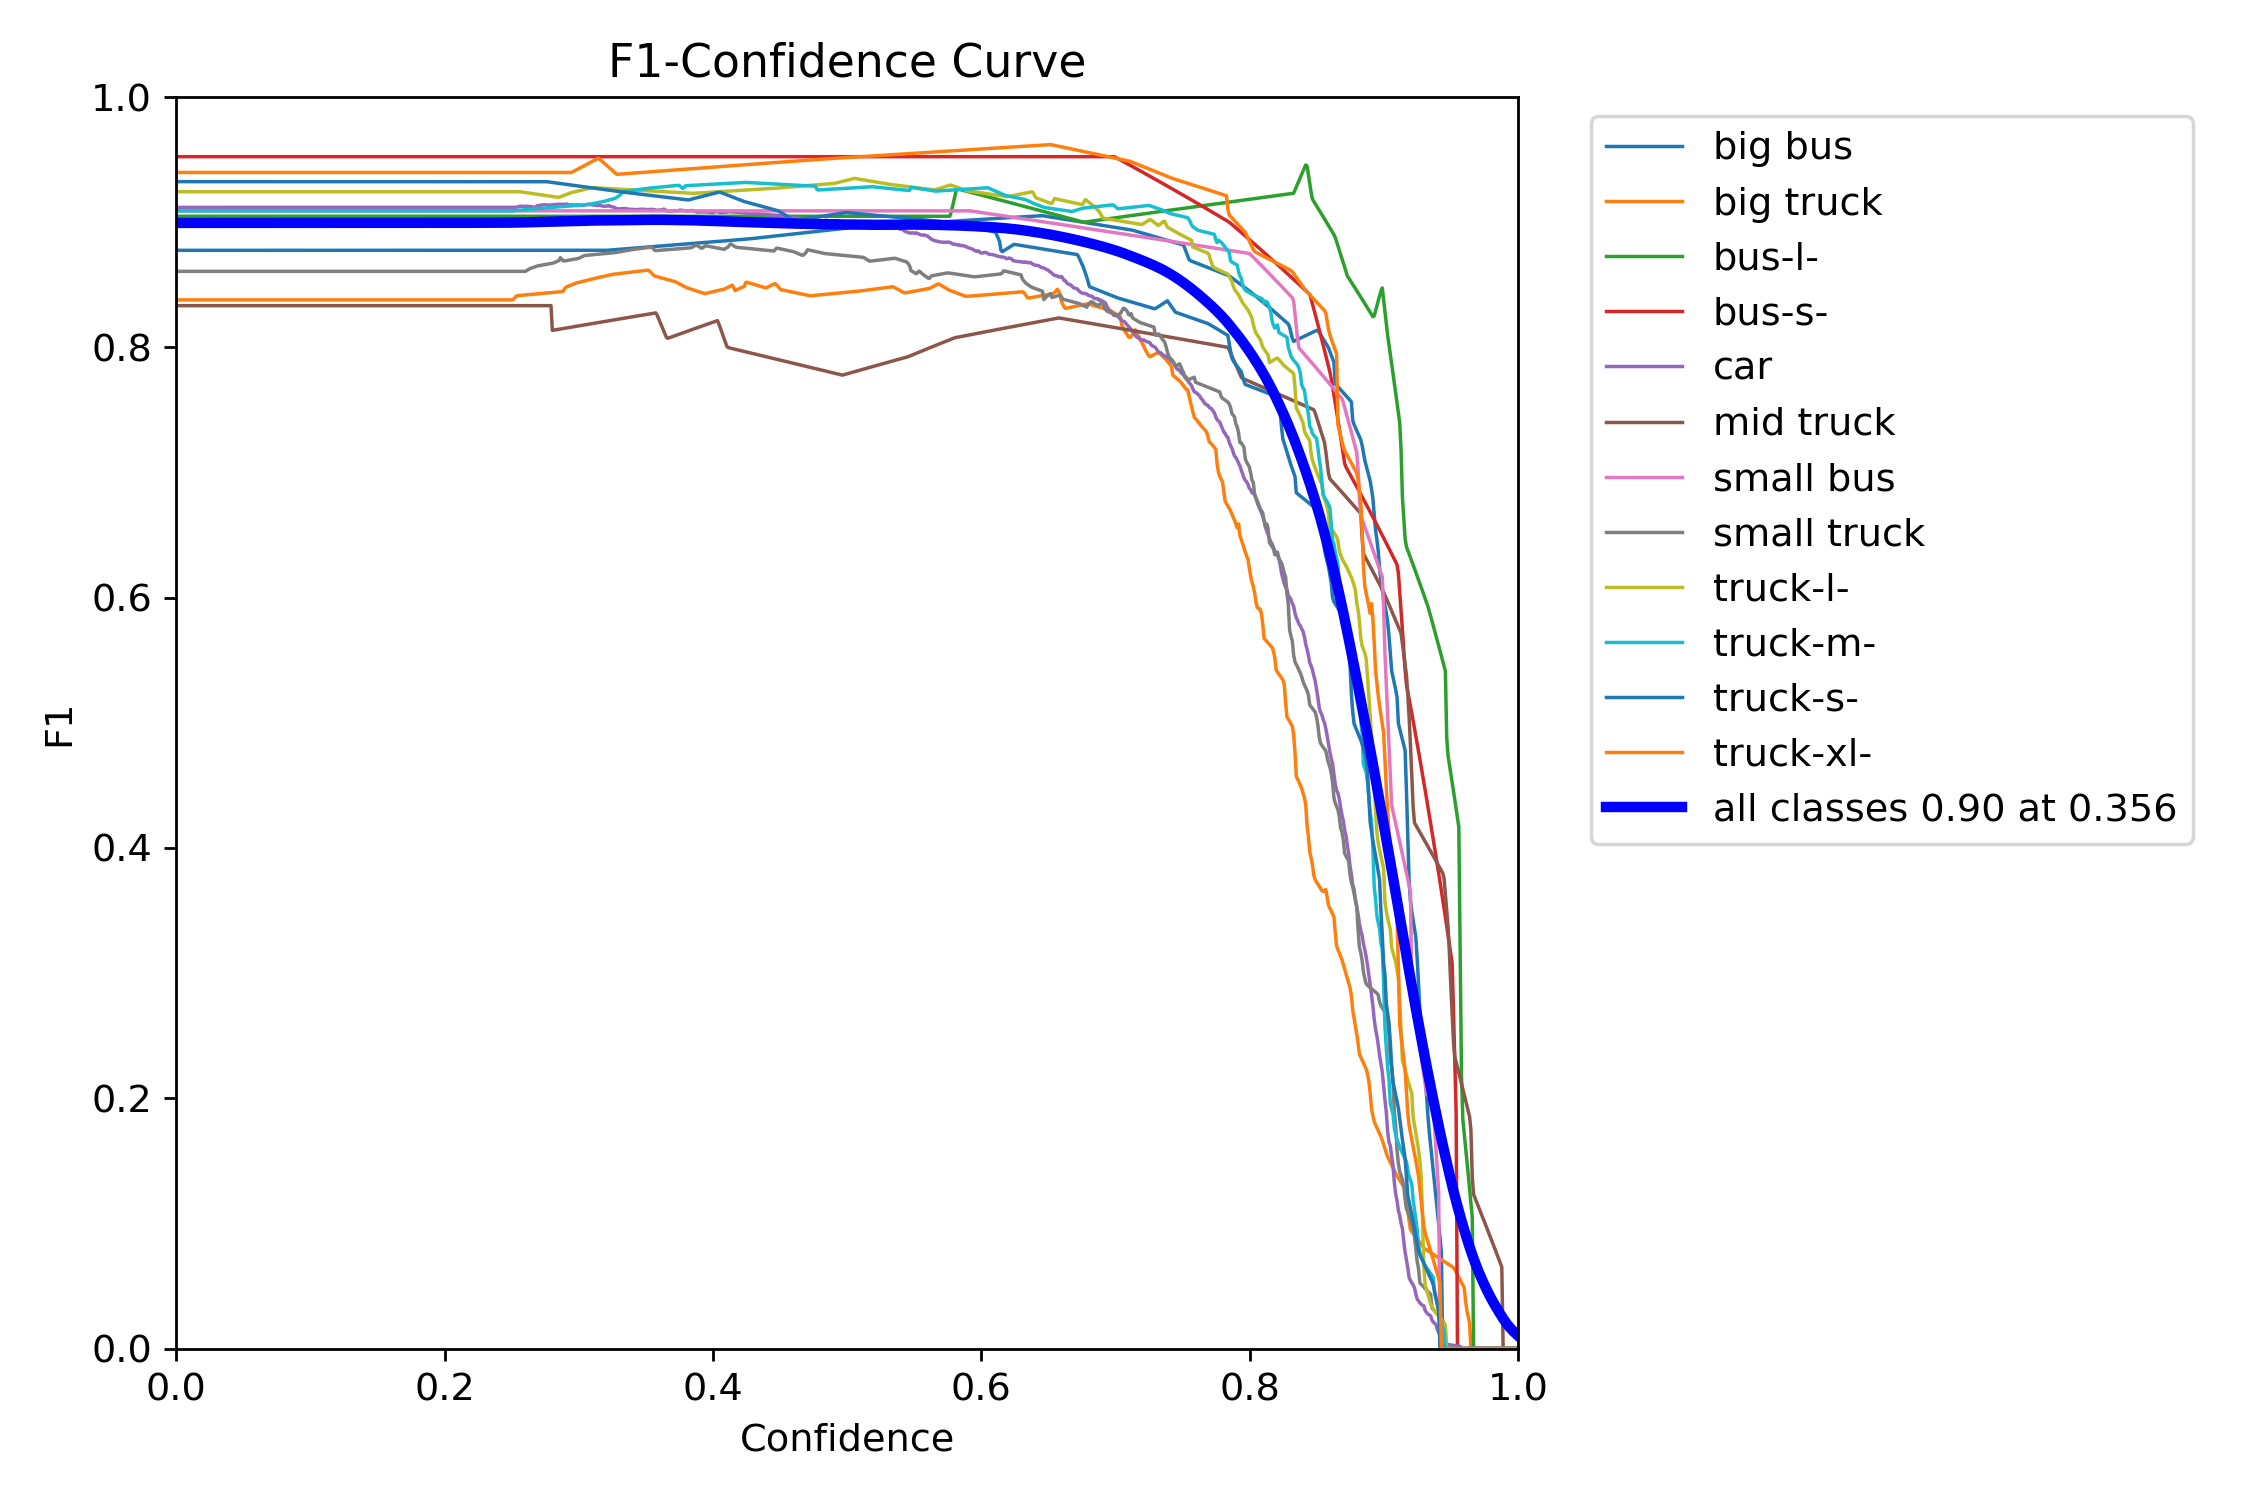 F1-Confidence Curve
1.0
0.8
0.6
0.4
0.2
0.0
F1
0.0 0.2 0.4 0.6 0.8 1.0
Confidence
big bus
big truck
bus-l-
bus-s-
car
mid truck
small bus
small truck
truck-l-
truck-m-
truck-s-
truck-xl-
all classes 0.90 at 0.356